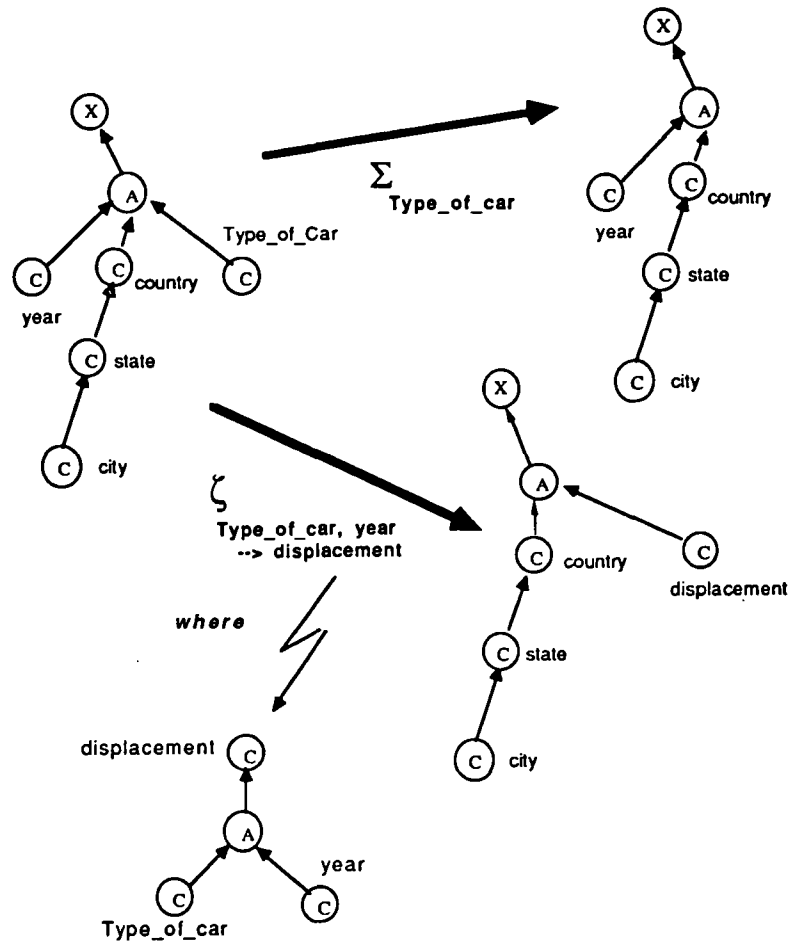 X
A
C
year
C
country
Type_of_Car
C
C
state
C
city
Σ
Type_of_car
X
A
C
year
C
country
C
state
C
city
ζ
Type_of_car, year
--> displacement
where
X
A
C
country
C
displacement
C
state
C
city
displacement
C
A
year
C
C
Type_of_car